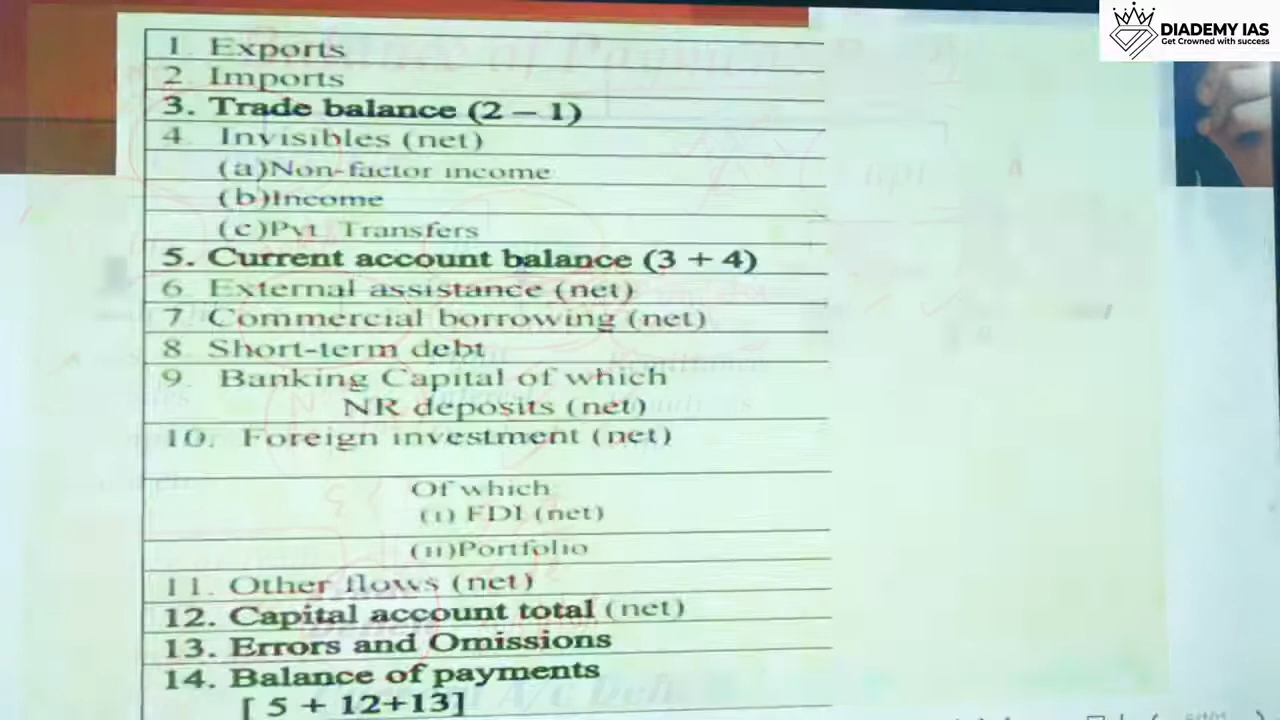 DIADEMY IAS
Get Crowned with success
1. Exports
2. Imports
3. Trade balance (2 – 1)
4. Invisibles (net)
(a)Non-factor income
(b)Income
(c)Pvt. Transfers
5. Current account balance (3 + 4)
6. External assistance (net)
7. Commercial borrowing (net)
8. Short-term debt
9. Banking Capital of which
NR deposits (net)
10. Foreign investment (net)
Of which
(i) FDI (net)
(ii)Portfolio
11. Other flows (net)
12. Capital account total (net)
13. Errors and Omissions
14. Balance of payments
[ 5 + 12+13]